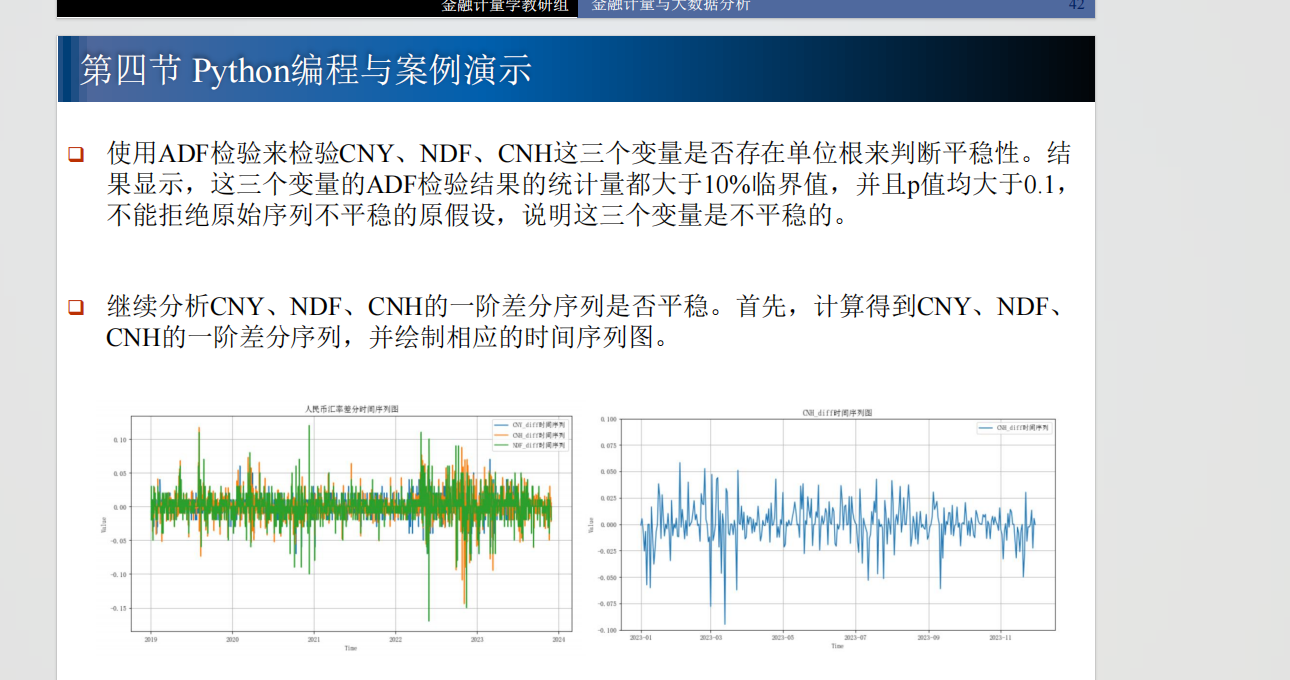 金融计量学教研组 金融计量与大数据分析 42
第四节 Python编程与案例演示
使用ADF检验来检验CNY、NDF、CNH这三个变量是否存在单位根来判断平稳性。结
果显示，这三个变量的ADF检验结果的统计量都大于10%临界值，并且p值均大于0.1，
不能拒绝原始序列不平稳的原假设，说明这三个变量是不平稳的。
继续分析CNY、NDF、CNH的一阶差分序列是否平稳。首先，计算得到CNY、NDF、
CNH的一阶差分序列，并绘制相应的时间序列图。
人民币汇率差分时间序列图
CNY_diff时间序列
CNH_diff时间序列
NDF_diff时间序列
0.10
0.05
0.00
-0.05
-0.10
-0.15
Value
2019 2020 2021 2022 2023 2024
Time
CNH_diff时间序列图
CNH_diff时间序列
0.100
0.075
0.050
0.025
0.000
-0.025
-0.050
-0.075
-0.100
Value
2023-01 2023-03 2023-05 2023-07 2023-09 2023-11
Time